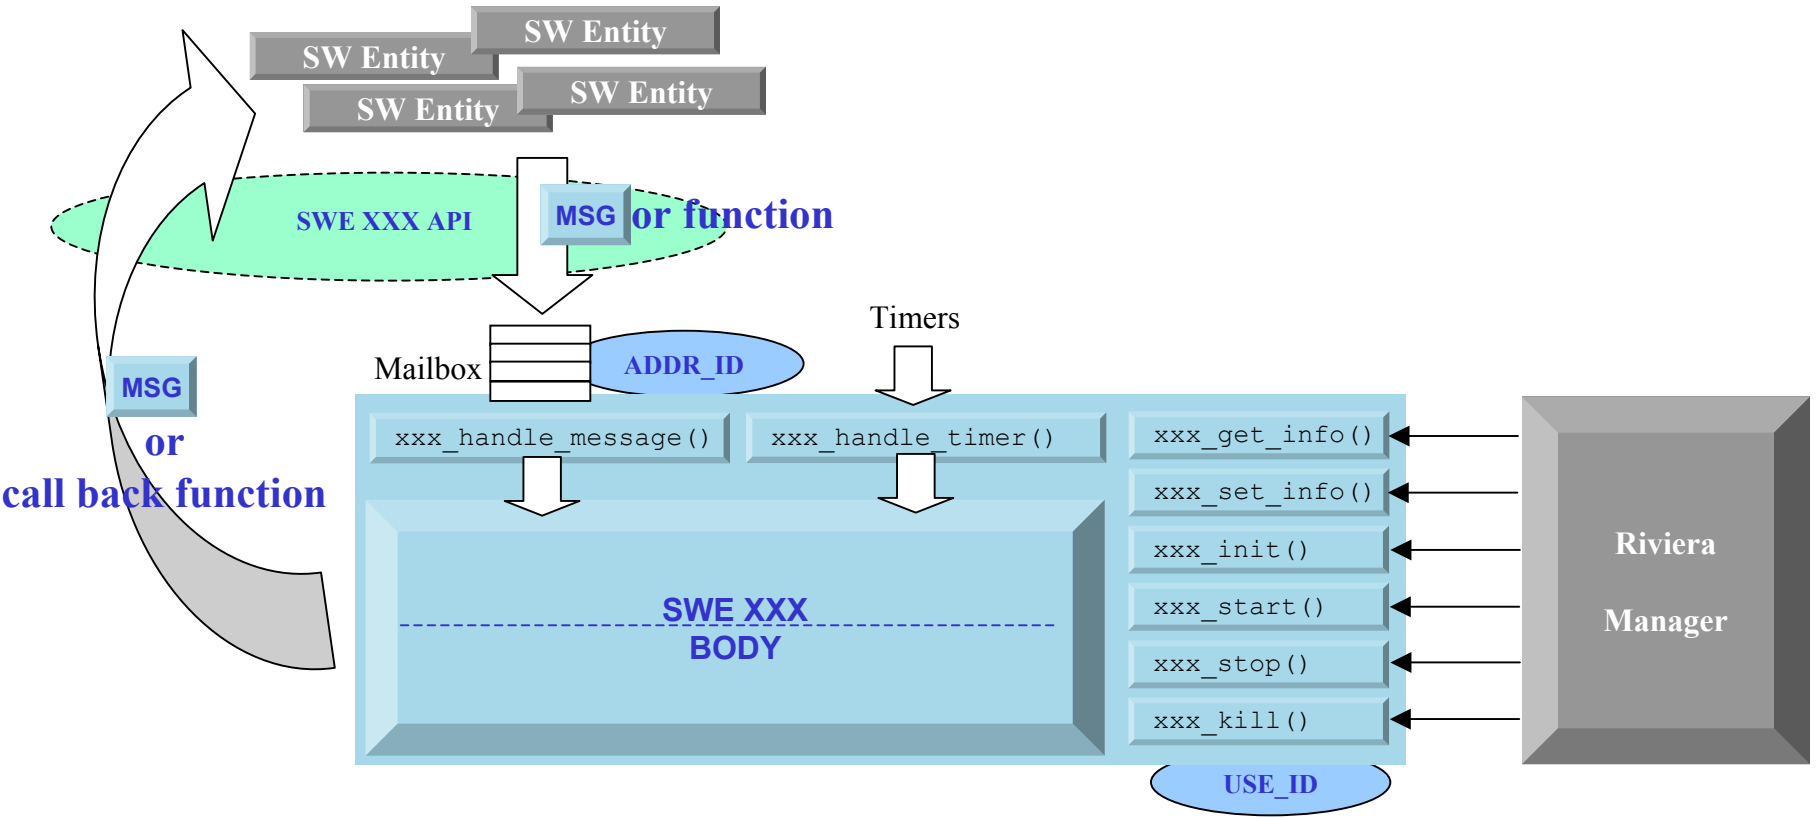 SW Entity
SW Entity
SW Entity
SW Entity
SWE XXX API
MSG or function
Timers
Mailbox
ADDR_ID
MSG
or
call back function
xxx_handle_message()
xxx_handle_timer()
xxx_get_info()
xxx_set_info()
xxx_init()
xxx_start()
xxx_stop()
xxx_kill()
SWE XXX
BODY
Riviera
Manager
USE_ID